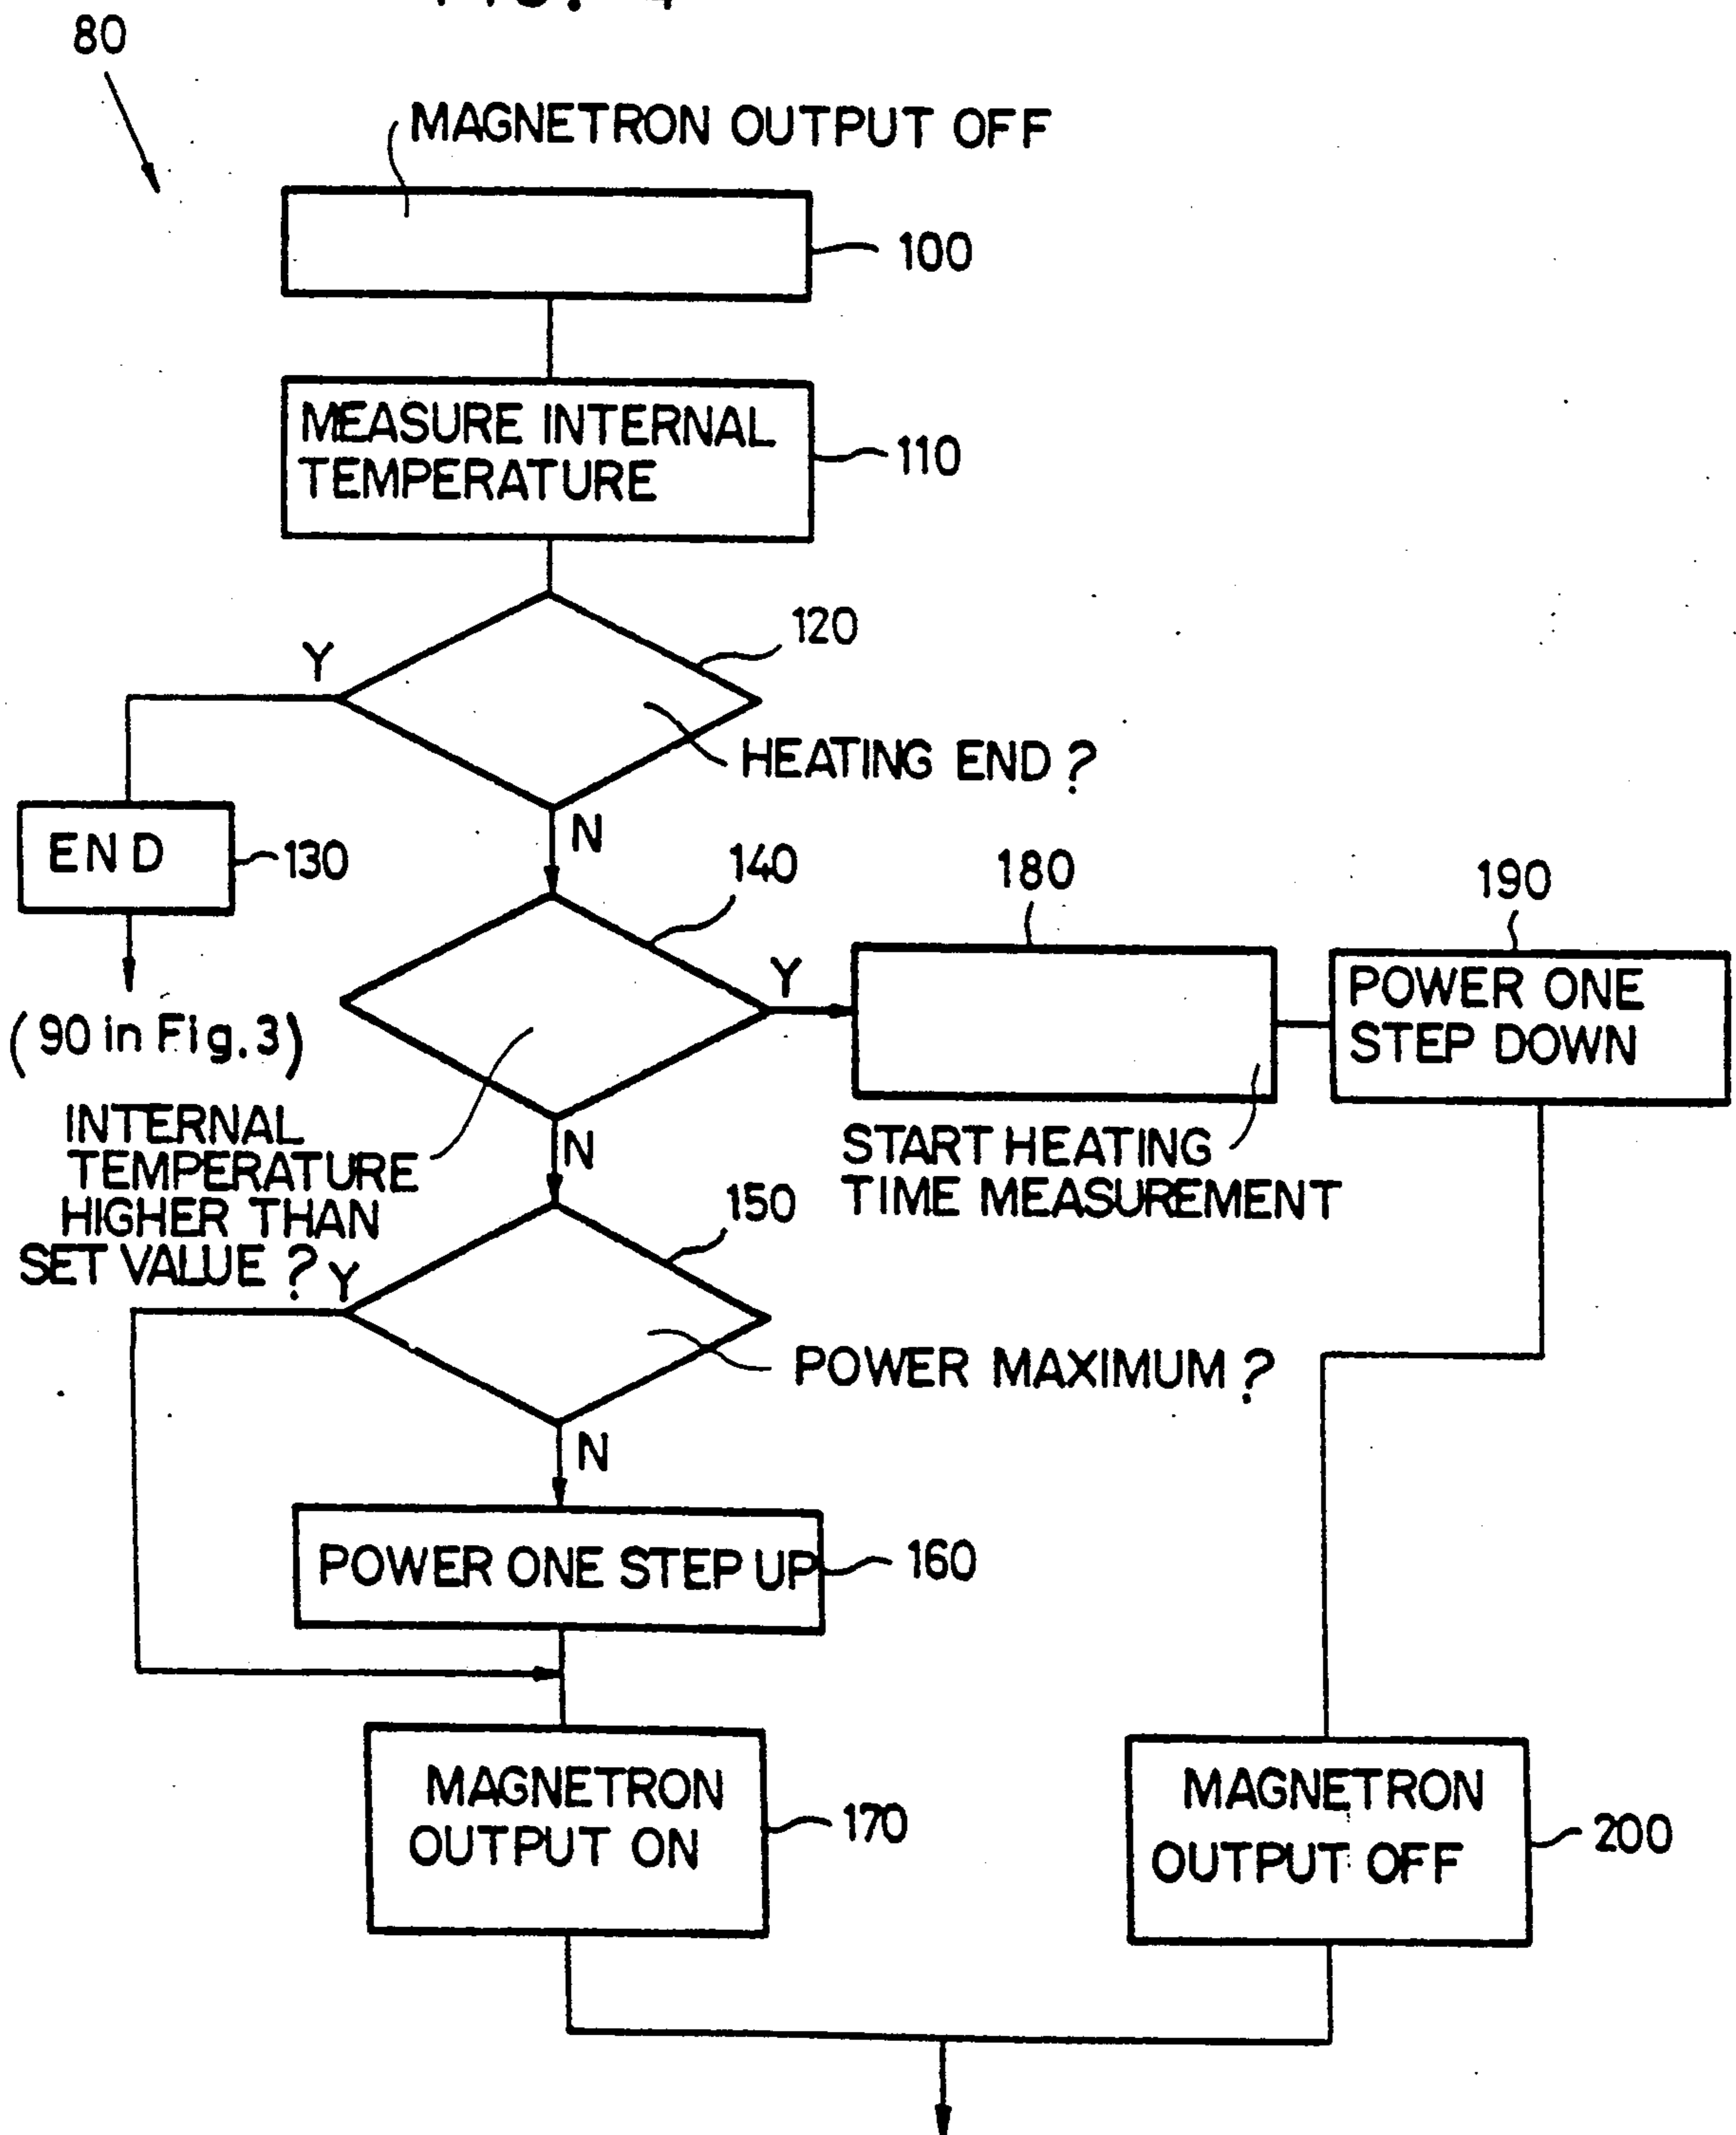 80
MAGNETRON OUTPUT OFF
100
MEASURE INTERNAL
TEMPERATURE
110
120
Y
HEATING END ?
N
END
130
140
180
190
Y
POWER ONE
STEP DOWN
(90 in Fig.3)
INTERNAL
TEMPERATURE
HIGHER THAN
SET VALUE ?
N
START HEATING
TIME MEASUREMENT
150
Y
POWER MAXIMUM ?
N
POWER ONE STEP UP
160
MAGNETRON
OUTPUT ON
170
MAGNETRON
OUTPUT OFF
200